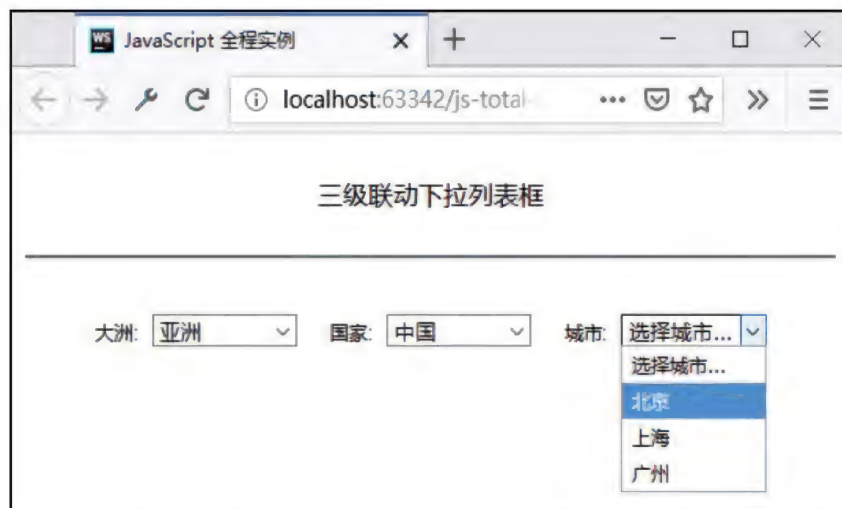 WS JavaScript 全程实例
localhost:63342/js-total
三级联动下拉列表框
大洲: 亚洲 国家: 中国 城市: 选择城市...
选择城市...
北京
上海
广州